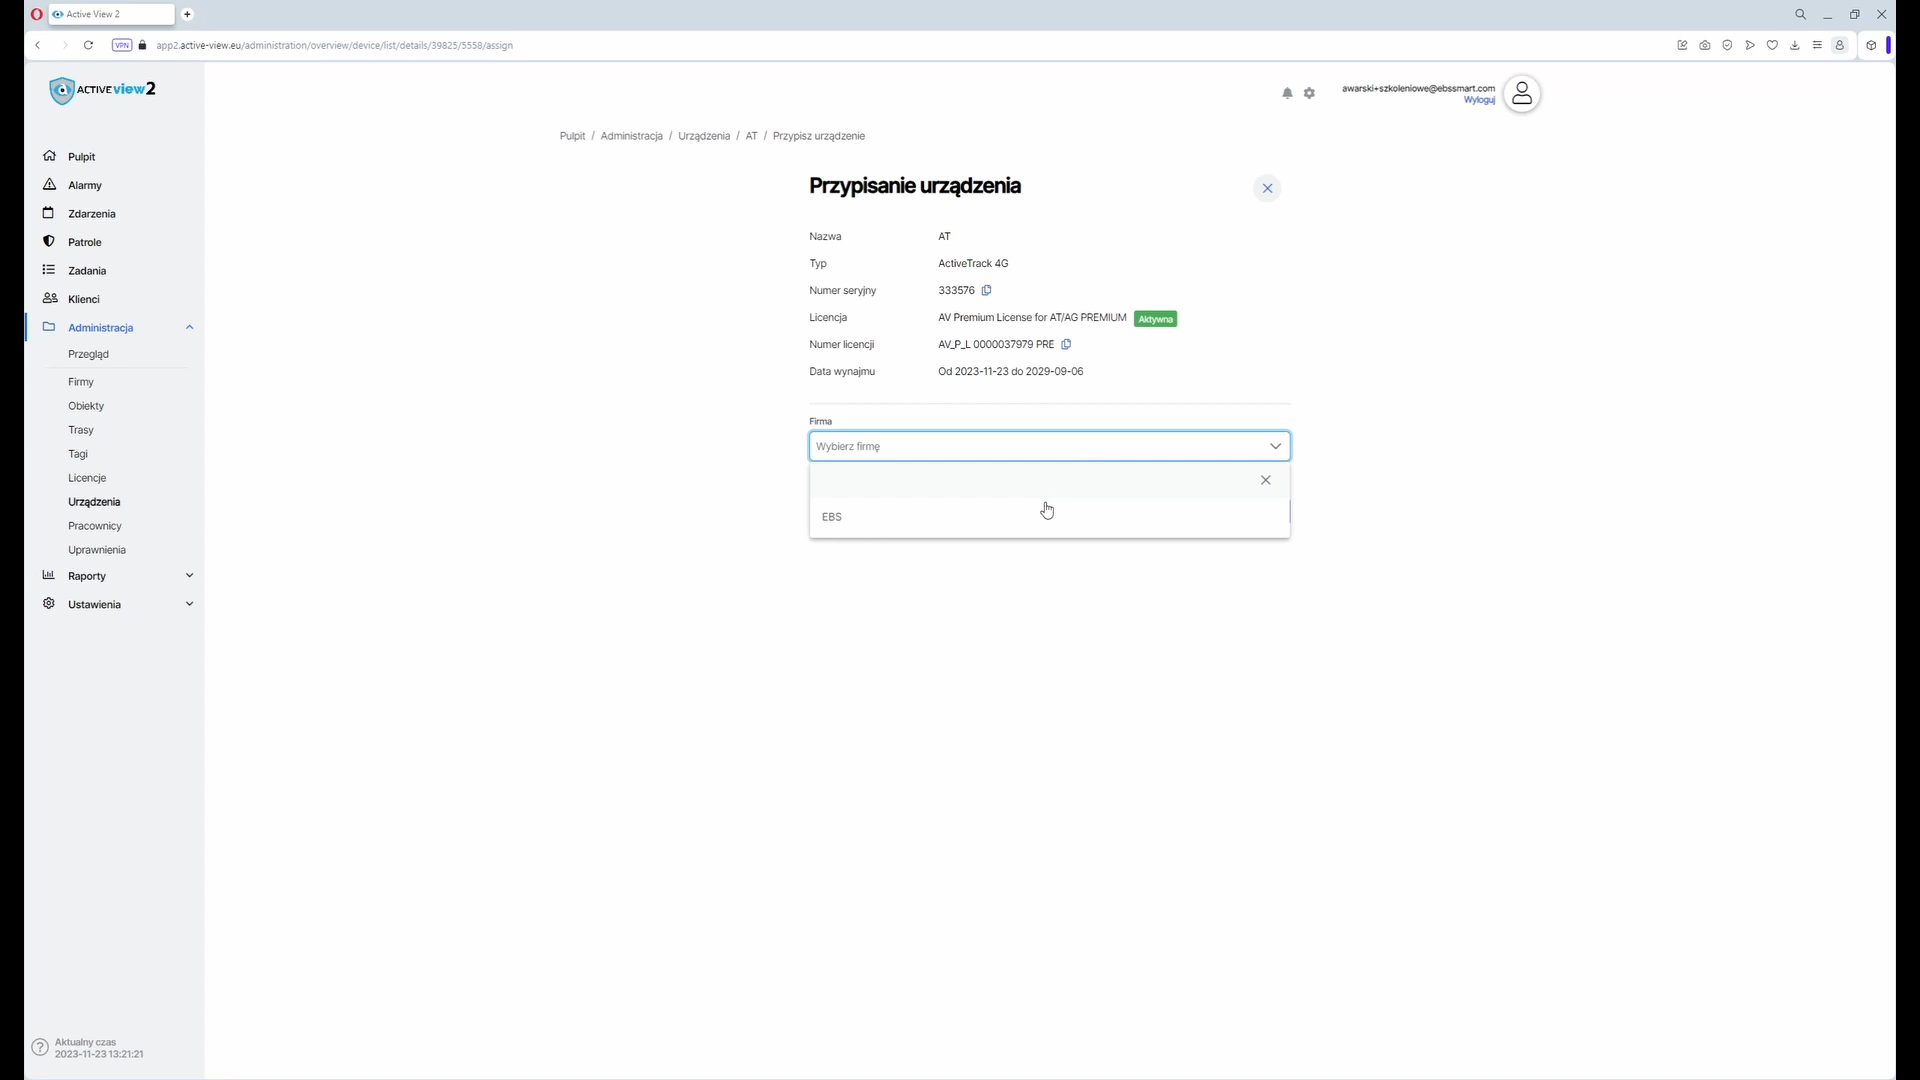 Active View 2
VPN
app2.active-view.eu/administration/overview/device/list/details/39825/5558/assign
ACTIVEview2
awarski+szkoleniowe@ebssmart.com
Wyloguj
Pulpit / Administracja / Urządzenia / AT / Przypisz urządzenie
Pulpit
Alarmy
Zdarzenia
Patrole
Zadania
Klienci
Administracja
Przegląd
Firmy
Obiekty
Trasy
Tagi
Licencje
Urządzenia
Pracownicy
Uprawnienia
Raporty
Ustawienia
Przypisanie urządzenia
Nazwa AT
Typ ActiveTrack 4G
Numer seryjny 333576
Licencja AV Premium License for AT/AG PREMIUM Aktywna
Numer licencji AV_P_L 0000037979 PRE
Data wynajmu Od 2023-11-23 do 2029-09-06
Firma
Wybierz firmę
EBS
Aktualny czas
2023-11-23 13:21:21